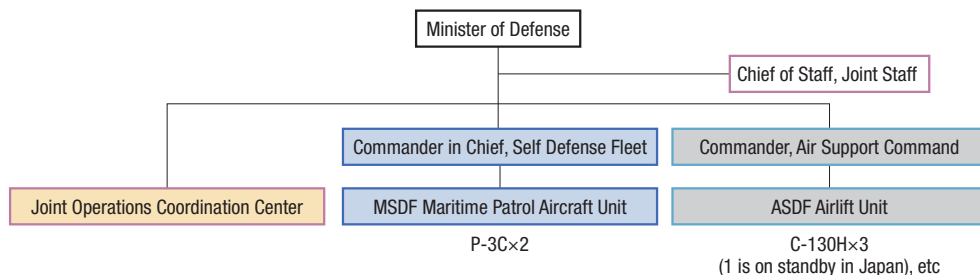 Minister of Defense
Chief of Staff, Joint Staff
Commander in Chief, Self Defense Fleet
Commander, Air Support Command
Joint Operations Coordination Center
MSDF Maritime Patrol Aircraft Unit
ASDF Airlift Unit
P-3C×2
C-130H×3
(1 is on standby in Japan), etc